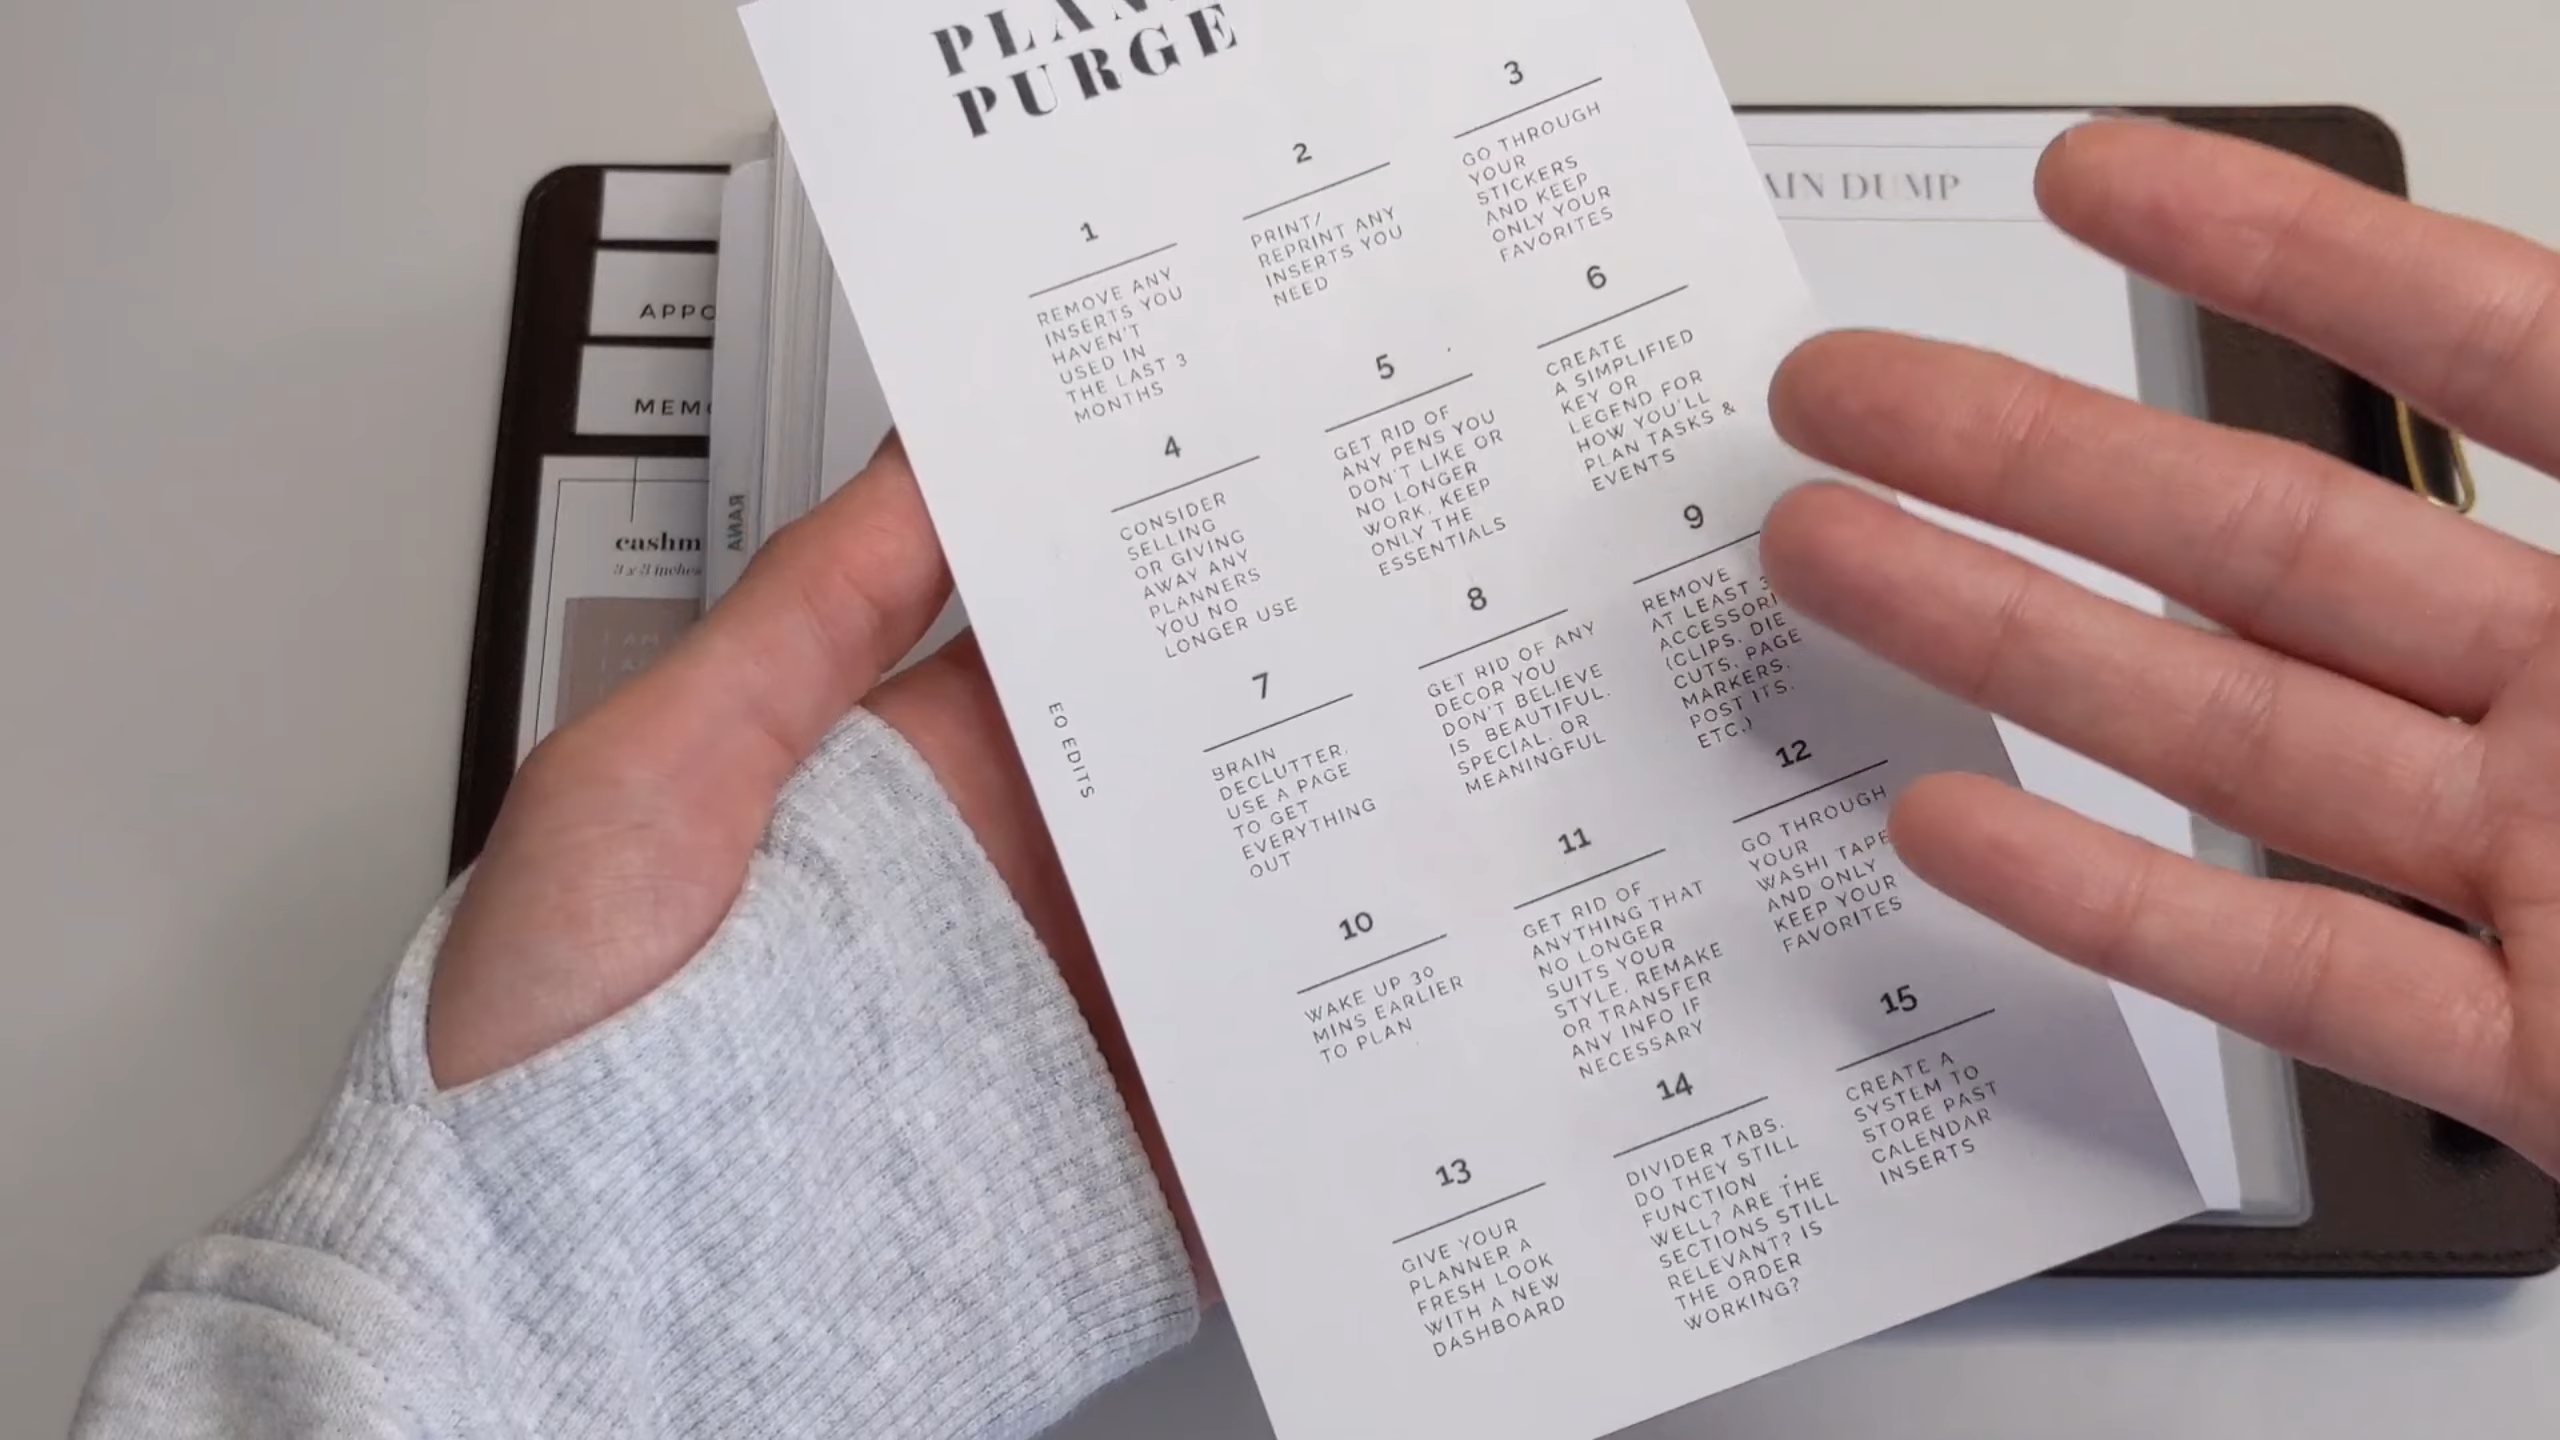 PURGE
1
REMOVE ANY
INSERTS YOU
HAVEN'T
USED IN
THE LAST 3
MONTHS
2
PRINT/
REPRINT ANY
INSERTS YOU
NEED
3
GO THROUGH
YOUR
STICKERS
AND KEEP
ONLY YOUR
FAVORITES
4
CONSIDER
SELLING
OR GIVING
AWAY ANY
PLANNERS
YOU NO
LONGER USE
5
GET RID OF
ANY PENS YOU
DON'T LIKE OR
NO LONGER
WORK. KEEP
ONLY THE
ESSENTIALS
6
CREATE
A SIMPLIFIED
KEY OR
LEGEND FOR
HOW YOU'LL
PLAN TASKS &
EVENTS
7
BRAIN
DECLUTTER.
USE A PAGE
TO GET
EVERYTHING
OUT
8
GET RID OF ANY
DECOR YOU
DON'T BELIEVE
IS BEAUTIFUL,
SPECIAL, OR
MEANINGFUL
9
REMOVE
AT LEAST 3
(CLIPS, DIE
CUTS, PAGE
MARKERS,
POST ITS,
ETC.)
10
WAKE UP 30
MINS EARLIER
TO PLAN
11
GET RID OF
ANYTHING THAT
NO LONGER
SUITS YOUR
STYLE. REMAKE
OR TRANSFER
ANY INFO IF
NECESSARY
12
GO THROUGH
YOUR
WASHI TAPE
AND ONLY
KEEP YOUR
FAVORITES
13
GIVE YOUR
PLANNER A
FRESH LOOK
WITH A NEW
DASHBOARD
14
DIVIDER TABS.
DO THEY STILL
FUNCTION
WELL? ARE THE
SECTIONS STILL
RELEVANT? IS
THE ORDER
WORKING?
15
CREATE A
SYSTEM TO
STORE PAST
CALENDAR
INSERTS
EO EDITS
DUMP
3 x 3 inches
I AM